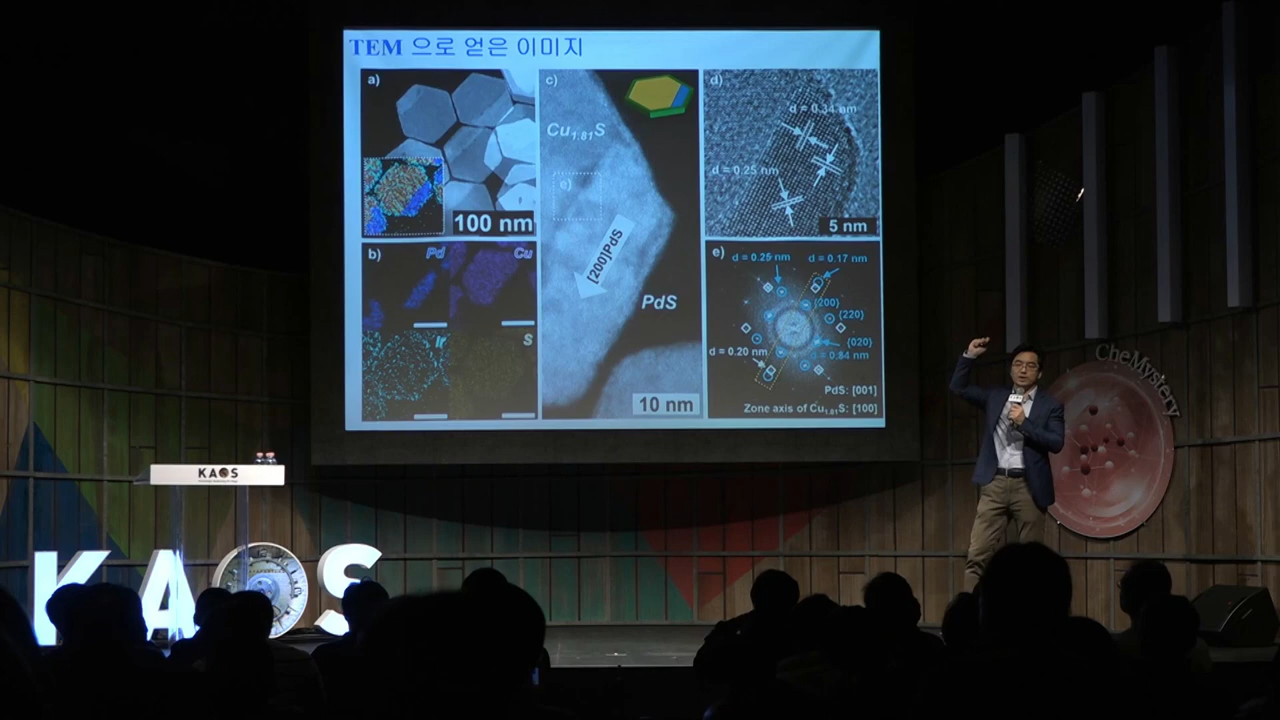 TEM 으로 얻은 이미지
a)
100 nm
b)
Pd
Cu
Ir
S
c)
Cu1.81S
e)
[200]PdS
PdS
10 nm
d)
d = 0.34 nm
d = 0.25 nm
5 nm
e)
d = 0.25 nm
d = 0.17 nm
{200}
{220}
{020}
d = 0.20 nm
d = 0.84 nm
PdS: [001]
Zone axis of Cu1.81S: [100]
CheMystery
KAOS
KAOS